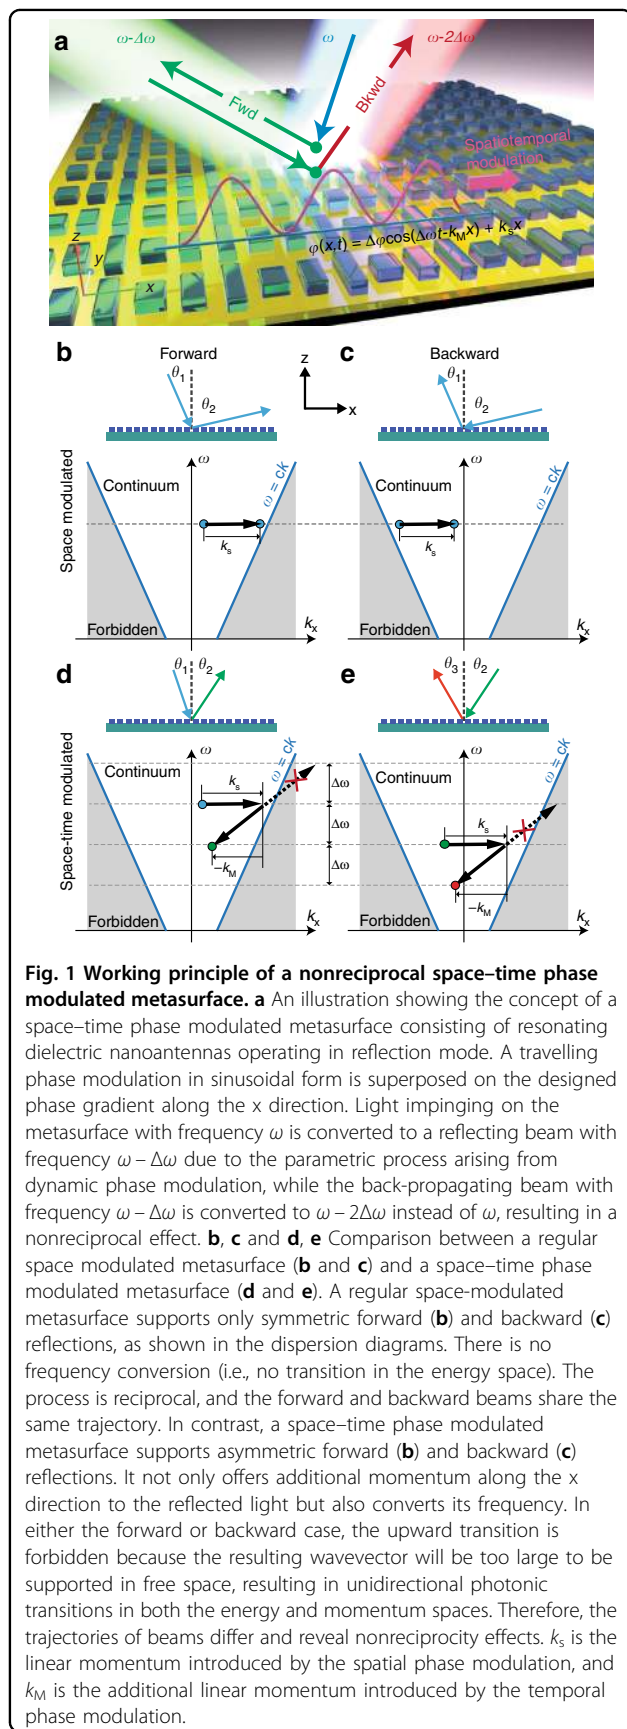 a
ω-Δω
ω
ω-2Δω
Fwd
Bkwd
Spatiotemporal
modulation
φ(x,t) = Δφcos(Δωt-kMx) + ksx
z
y
x
b
Forward
θ1
θ2
z
x
c
Backward
θ1
θ2
Space modulated
ω
Continuum
ω = ck
ks
Forbidden
kx
ω
Continuum
ω = ck
ks
Forbidden
kx
d
θ1
θ2
e
θ3
θ2
Space-time modulated
ω
Continuum
ω = ck
ks
Δω
Δω
Δω
–kM
Forbidden
kx
ω
Continuum
ω = ck
ks
–kM
Forbidden
kx
Fig. 1 Working principle of a nonreciprocal space–time phase
modulated metasurface. a An illustration showing the concept of a
space–time phase modulated metasurface consisting of resonating
dielectric nanoantennas operating in reflection mode. A travelling
phase modulation in sinusoidal form is superposed on the designed
phase gradient along the x direction. Light impinging on the
metasurface with frequency ω is converted to a reflecting beam with
frequency ω – Δω due to the parametric process arising from
dynamic phase modulation, while the back-propagating beam with
frequency ω – Δω is converted to ω – 2Δω instead of ω, resulting in a
nonreciprocal effect. b, c and d, e Comparison between a regular
space modulated metasurface (b and c) and a space–time phase
modulated metasurface (d and e). A regular space-modulated
metasurface supports only symmetric forward (b) and backward (c)
reflections, as shown in the dispersion diagrams. There is no
frequency conversion (i.e., no transition in the energy space). The
process is reciprocal, and the forward and backward beams share the
same trajectory. In contrast, a space–time phase modulated
metasurface supports asymmetric forward (b) and backward (c)
reflections. It not only offers additional momentum along the x
direction to the reflected light but also converts its frequency. In
either the forward or backward case, the upward transition is
forbidden because the resulting wavevector will be too large to be
supported in free space, resulting in unidirectional photonic
transitions in both the energy and momentum spaces. Therefore, the
trajectories of beams differ and reveal nonreciprocity effects. ks is the
linear momentum introduced by the spatial phase modulation, and
kM is the additional linear momentum introduced by the temporal
phase modulation.